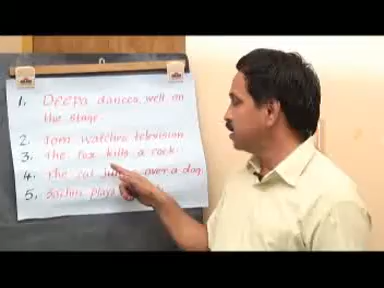 1. Deepa dances well on
the stage.
2. Tom watches television
3. The fox kills a cock.
4. The cat over a dog.
5. Sachin plays